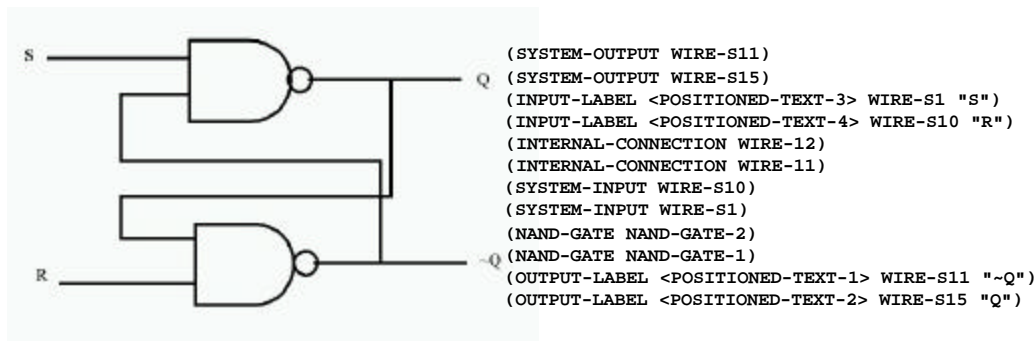 S
Q
R
~Q
(SYSTEM-OUTPUT WIRE-S11)
(SYSTEM-OUTPUT WIRE-S15)
(INPUT-LABEL <POSITIONED-TEXT-3> WIRE-S1 "S")
(INPUT-LABEL <POSITIONED-TEXT-4> WIRE-S10 "R")
(INTERNAL-CONNECTION WIRE-12)
(INTERNAL-CONNECTION WIRE-11)
(SYSTEM-INPUT WIRE-S10)
(SYSTEM-INPUT WIRE-S1)
(NAND-GATE NAND-GATE-2)
(NAND-GATE NAND-GATE-1)
(OUTPUT-LABEL <POSITIONED-TEXT-1> WIRE-S11 "~Q")
(OUTPUT-LABEL <POSITIONED-TEXT-2> WIRE-S15 "Q")